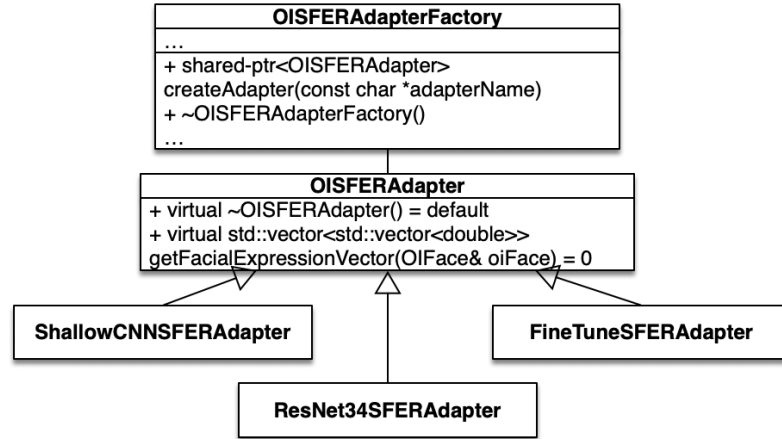 OISFERAdapterFactory
...
+ shared-ptr<OISFERAdapter>
createAdapter(const char *adapterName)
+ ~OISFERAdapterFactory()
...
OISFERAdapter
+ virtual ~OISFERAdapter() = default
+ virtual std::vector<std::vector<double>>
getFacialExpressionVector(OIFace& oiFace) = 0
ShallowCNNSFERAdapter
FineTuneSFERAdapter
ResNet34SFERAdapter